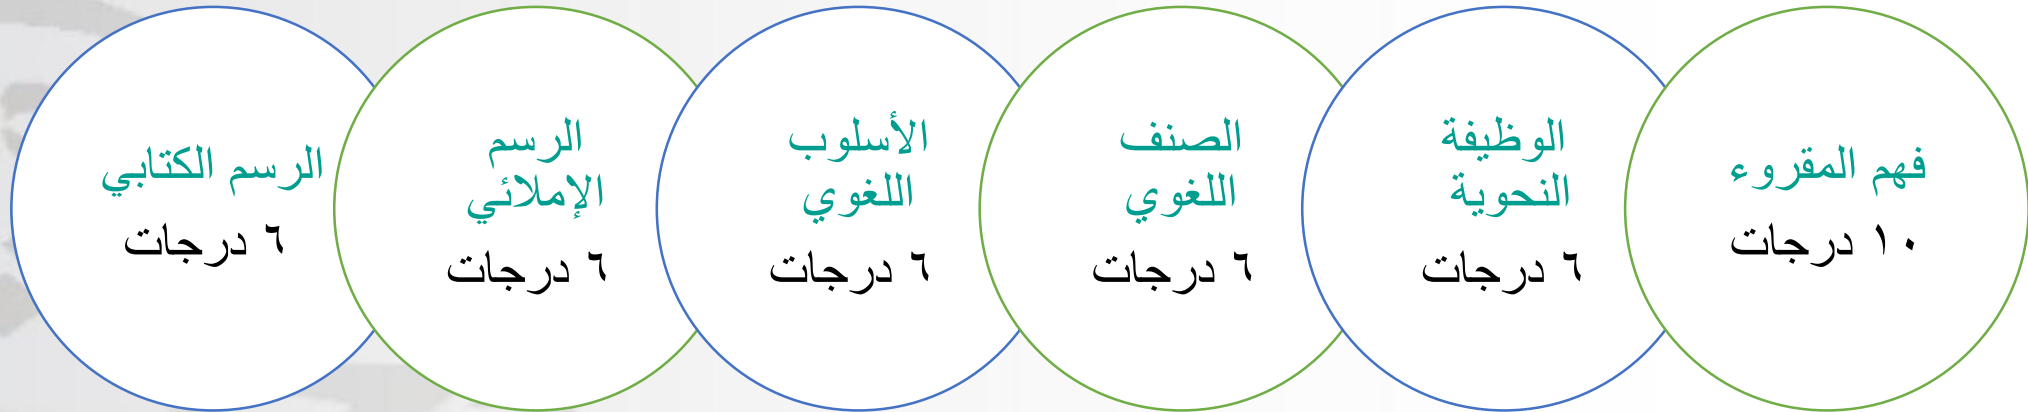 فهم المقروء
١٠ درجات
الوظيفة
النحوية
٦ درجات
الصنف
اللغوي
٦ درجات
الأسلوب
اللغوي
٦ درجات
الرسم
الإملائي
٦ درجات
الرسم الكتابي
٦ درجات